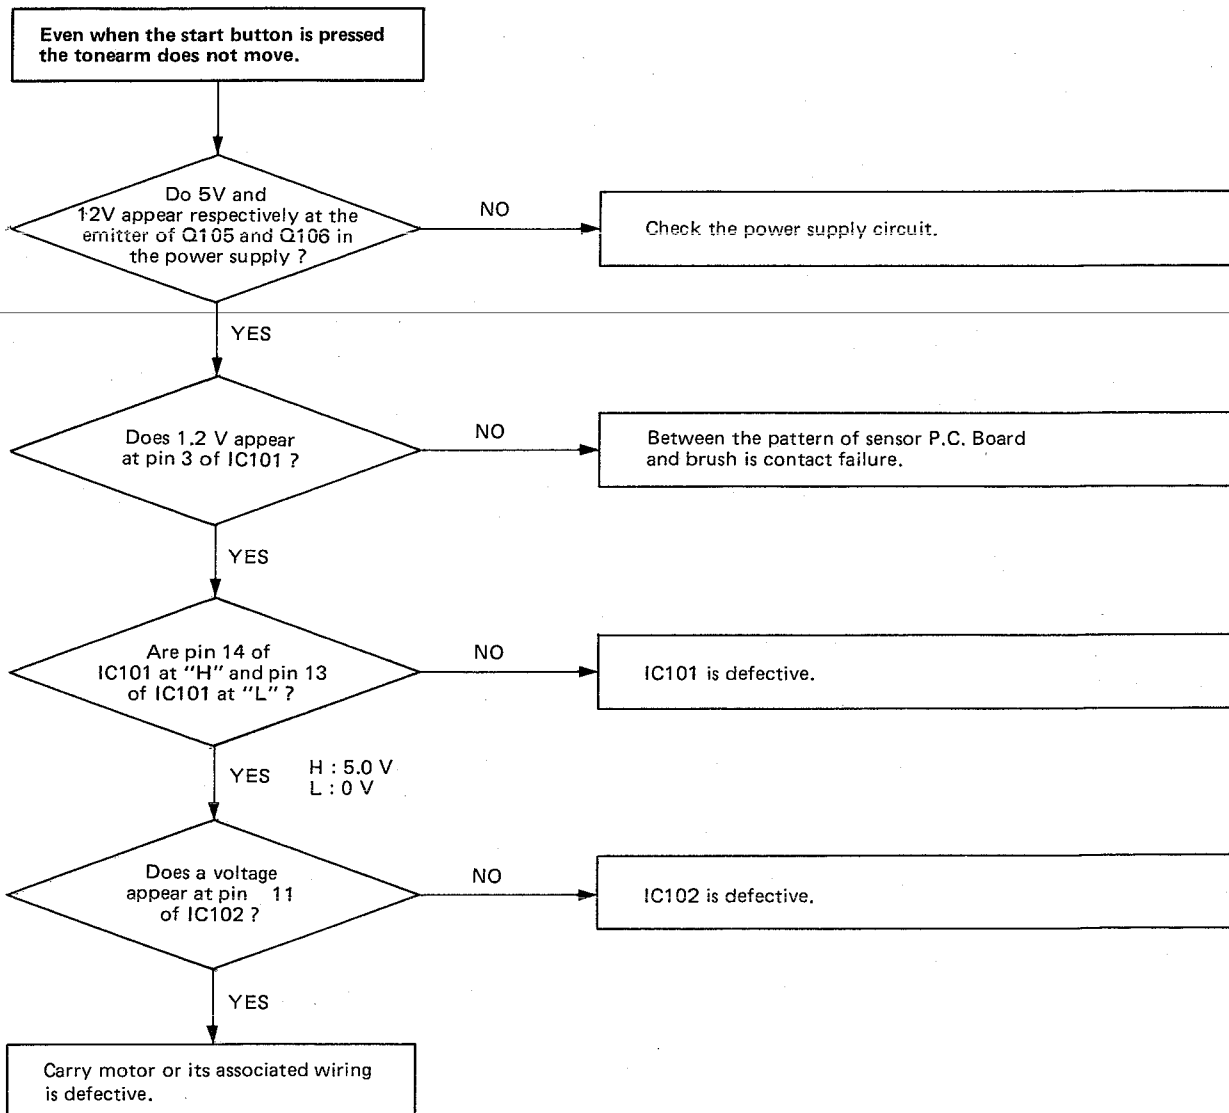 Even when the start button is pressed
the tonearm does not move.
Do 5V and
12V appear respectively at the
emitter of Q105 and Q106 in
the power supply ?
NO
Check the power supply circuit.
YES
Does 1.2 V appear
at pin 3 of IC101 ?
NO
Between the pattern of sensor P.C. Board
and brush is contact failure.
YES
Are pin 14 of
IC101 at "H" and pin 13
of IC101 at "L" ?
NO
IC101 is defective.
YES
H : 5.0 V
L : 0 V
Does a voltage
appear at pin 11
of IC102 ?
NO
IC102 is defective.
YES
Carry motor or its associated wiring
is defective.